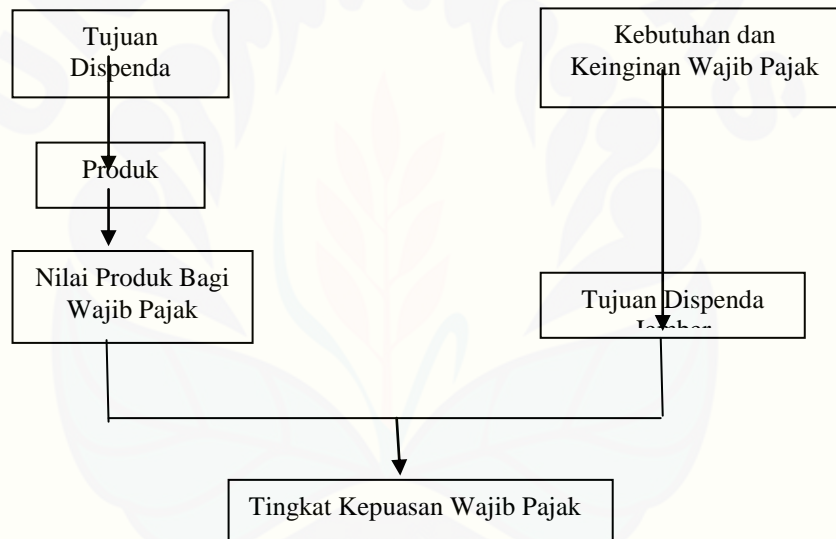 Tujuan
Dispenda
Kebutuhan dan
Keinginan Wajib Pajak
Produk
Nilai Produk Bagi
Wajib Pajak
Tujuan Dispenda
Jember
Tingkat Kepuasan Wajib Pajak